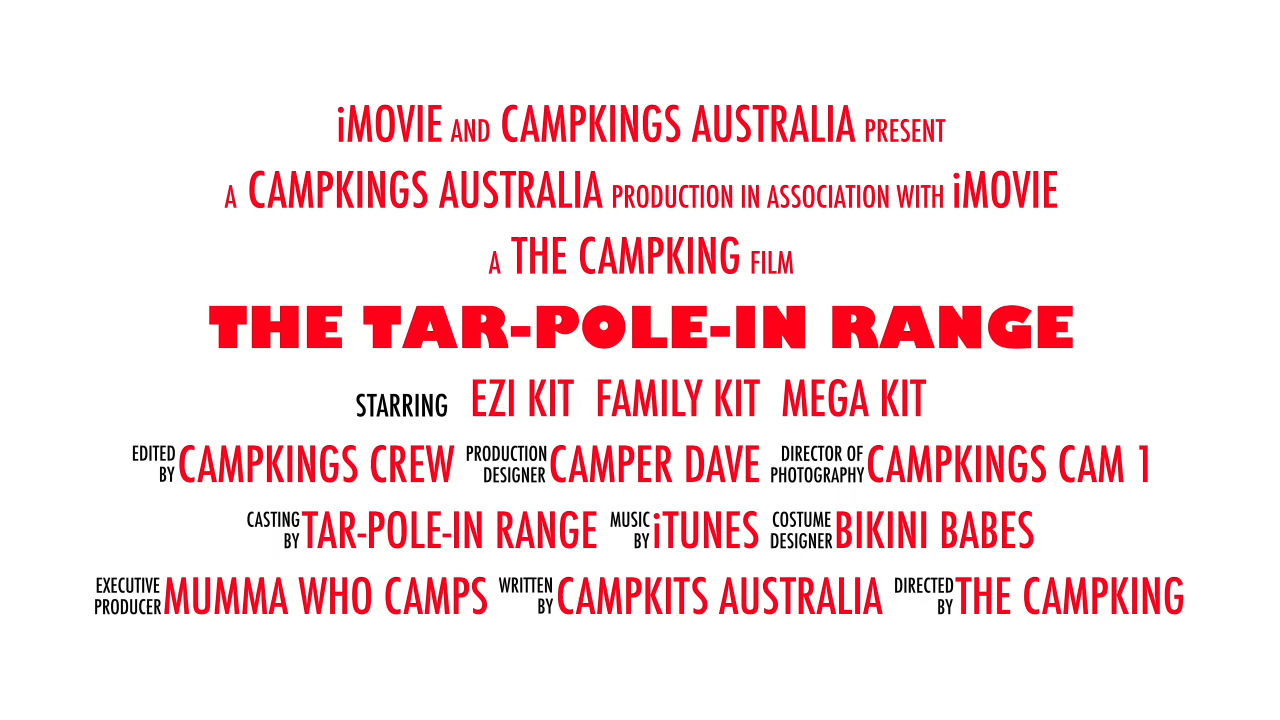 iMOVIE AND CAMPKINGS AUSTRALIA PRESENT
A CAMPKINGS AUSTRALIA PRODUCTION IN ASSOCIATION WITH iMOVIE
A THE CAMPKING FILM
THE TAR-POLE-IN RANGE
STARRING EZI KIT FAMILY KIT MEGA KIT
EDITED BY CAMPKINGS CREW PRODUCTION DESIGNER CAMPER DAVE DIRECTOR OF PHOTOGRAPHY CAMPKINGS CAM 1
CASTING BY TAR-POLE-IN RANGE MUSIC BY iTUNES COSTUME DESIGNER BIKINI BABES
EXECUTIVE PRODUCER MUMMA WHO CAMPS WRITTEN BY CAMPKITS AUSTRALIA DIRECTED BY THE CAMPKING